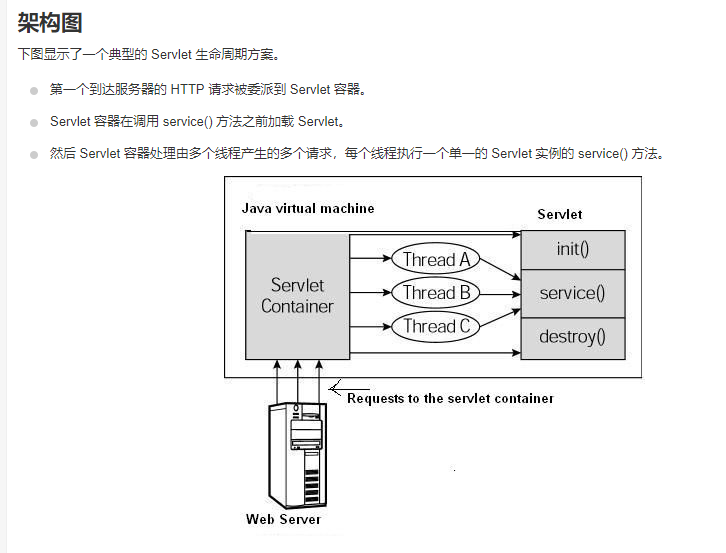 架构图
下图显示了一个典型的 Servlet 生命周期方案。
第一个到达服务器的 HTTP 请求被委派到 Servlet 容器。
Servlet 容器在调用 service() 方法之前加载 Servlet。
然后 Servlet 容器处理由多个线程产生的多个请求，每个线程执行一个单一的 Servlet 实例的 service() 方法。
Java virtual machine
Servlet
Servlet
Container
Thread A
Thread B
Thread C
init()
service()
destroy()
Requests to the servlet container
Web Server